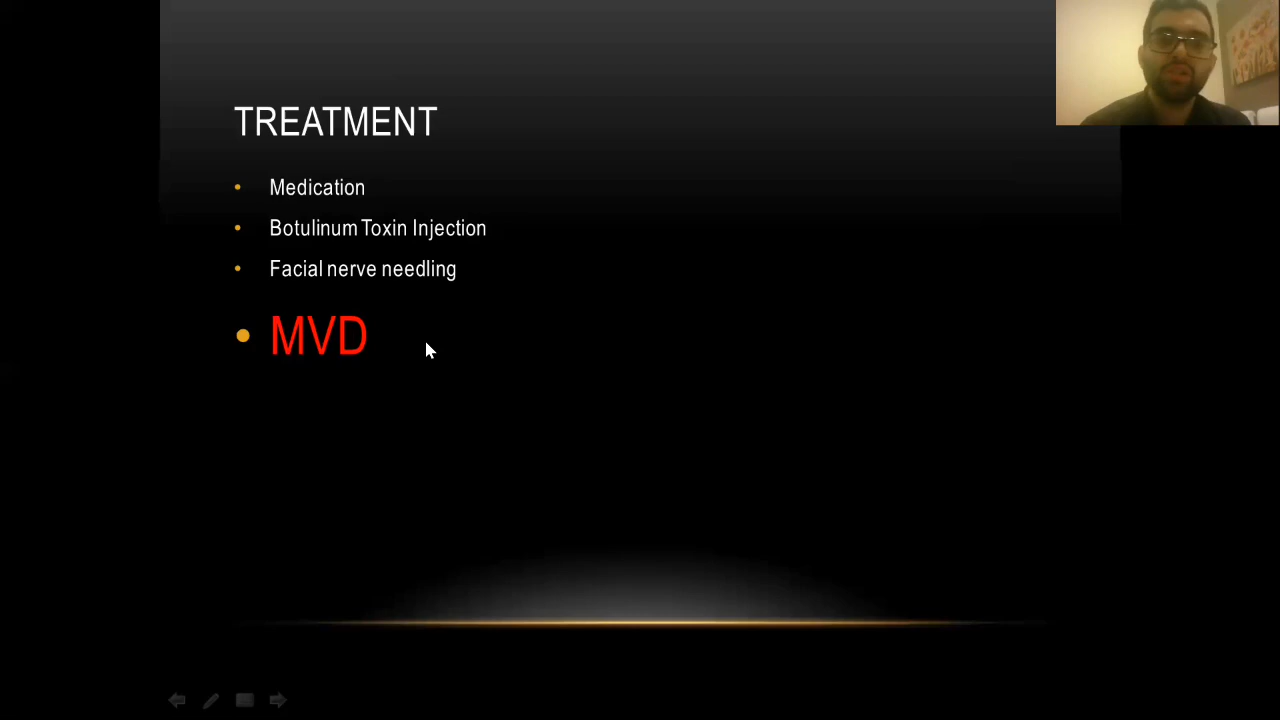 TREATMENT
Medication
Botulinum Toxin Injection
Facial nerve needling
MVD